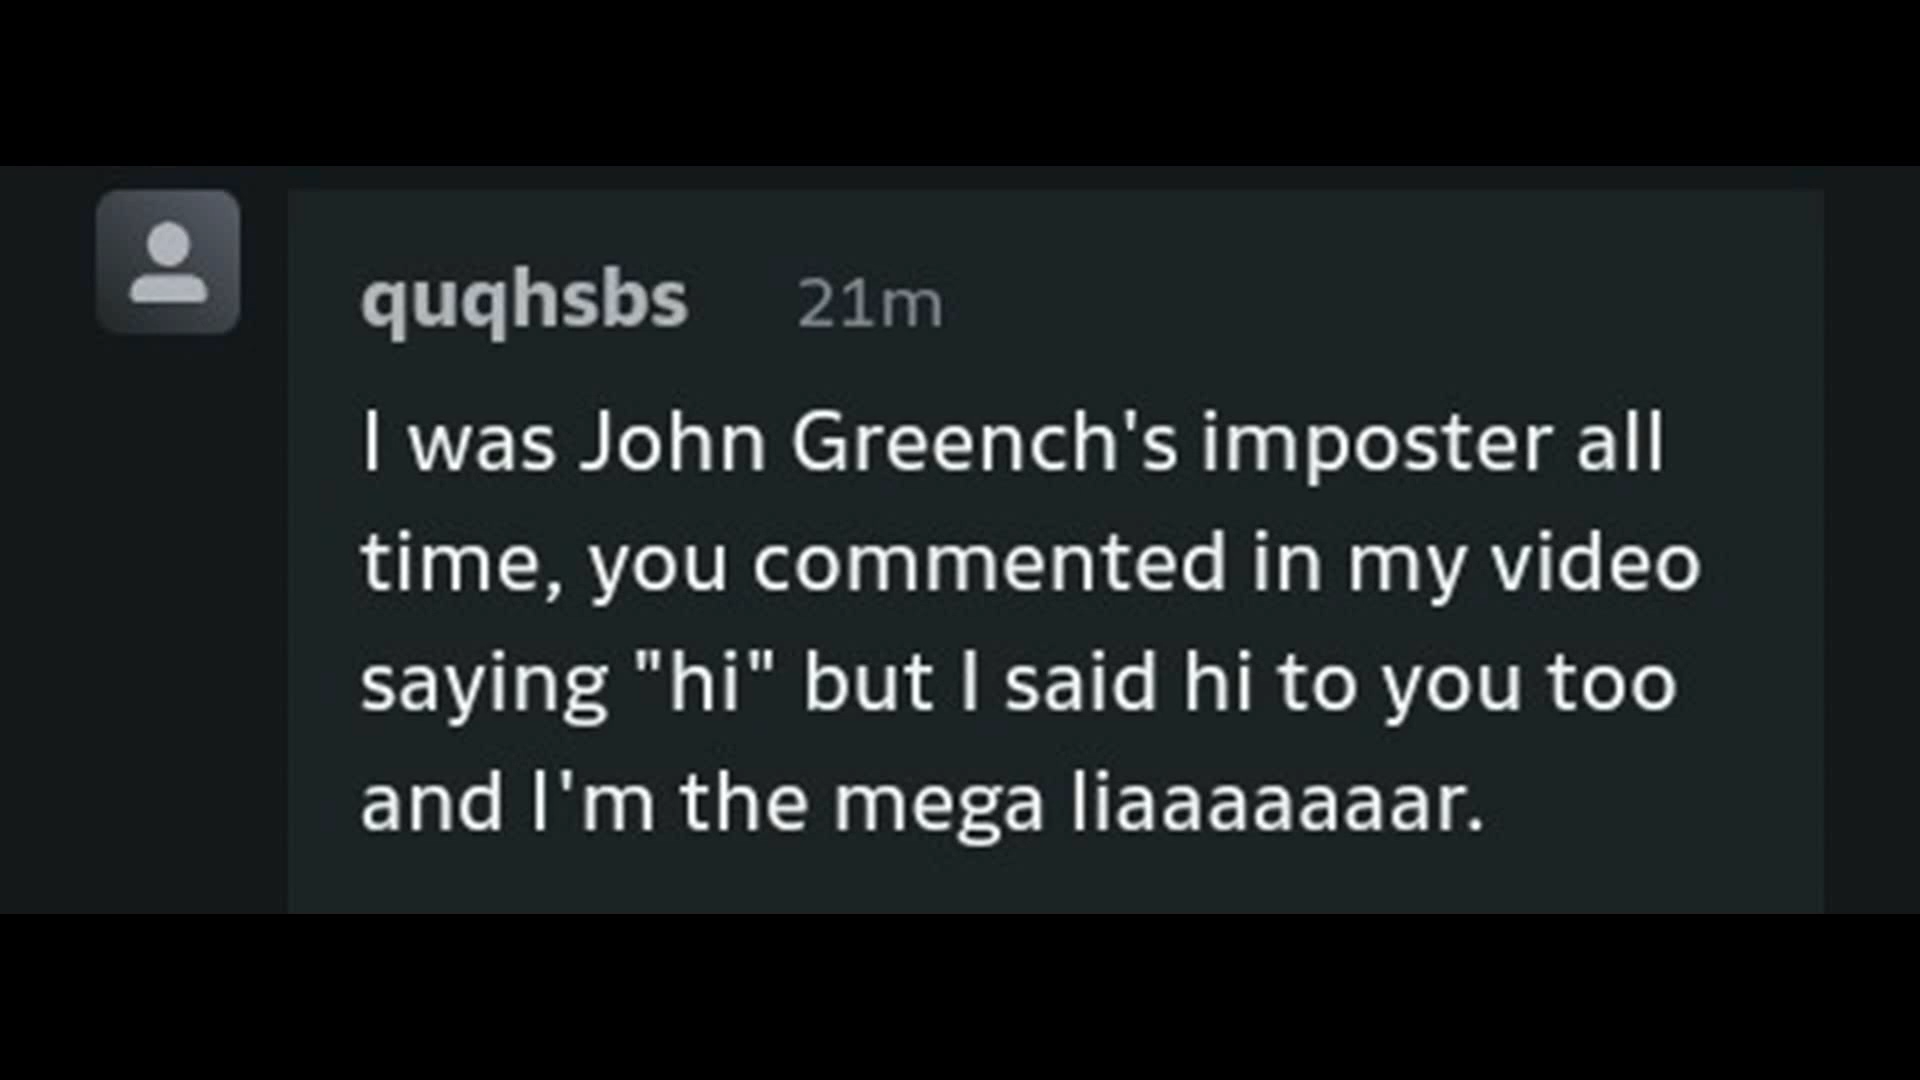 quqhsbs 21m
I was John Greench's imposter all
time, you commented in my video
saying "hi" but I said hi to you too
and I'm the mega liaaaaaaar.